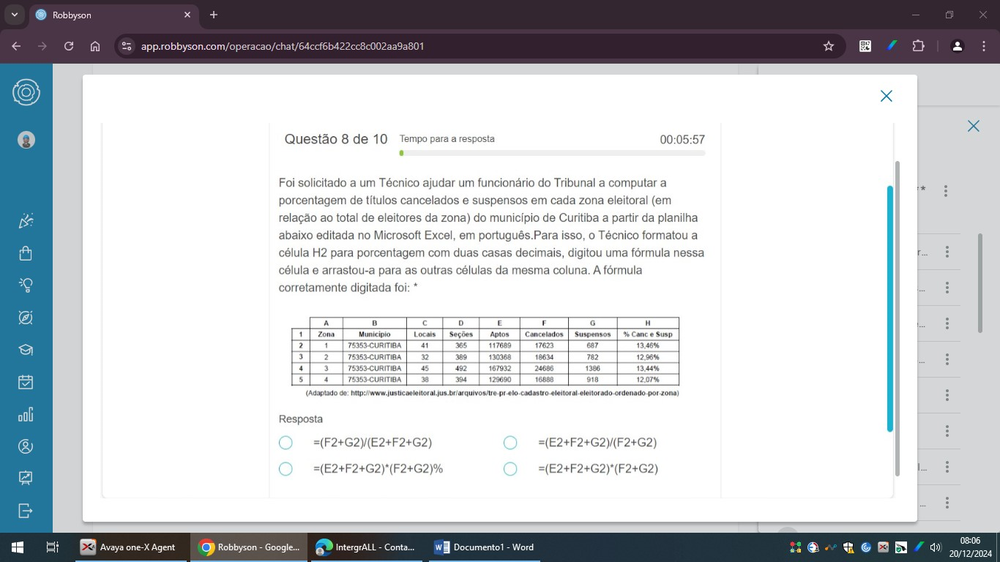 Robbyson
app.robbyson.com/operacao/chat/64ccf6b422cc8c002aa9a801
Questão 8 de 10
Tempo para a resposta
00:05:57
Foi solicitado a um Técnico ajudar um funcionário do Tribunal a computar a
porcentagem de títulos cancelados e suspensos em cada zona eleitoral (em
relação ao total de eleitores da zona) do município de Curitiba a partir da planilha
abaixo editada no Microsoft Excel, em português.Para isso, o Técnico formatou a
célula H2 para porcentagem com duas casas decimais, digitou uma fórmula nessa
célula e arrastou-a para as outras células da mesma coluna. A fórmula
corretamente digitada foi: *
A B C D E F G H
1 Zona Município Locais Seções Aptos Cancelados Suspensos % Canc e Susp
2 1 75353-CURITIBA 41 365 117689 17623 687 13,46%
3 2 75353-CURITIBA 32 389 130368 18634 782 12,96%
4 3 75353-CURITIBA 45 492 167932 24686 1386 13,44%
5 4 75353-CURITIBA 38 394 129690 16888 918 12,07%
(Adaptado de: http://www.justicaeleitoral.jus.br/arquivos/tre-pr-elo-cadastro-eleitoral-eleitorado-ordenado-por-zona)
Resposta
=(F2+G2)/(E2+F2+G2)
=(E2+F2+G2)/(F2+G2)
=(E2+F2+G2)*(F2+G2)%
=(E2+F2+G2)*(F2+G2)
Avaya one-X Agent
Robbyson - Google...
IntergrALL - Conta...
Documento1 - Word
08:06
20/12/2024